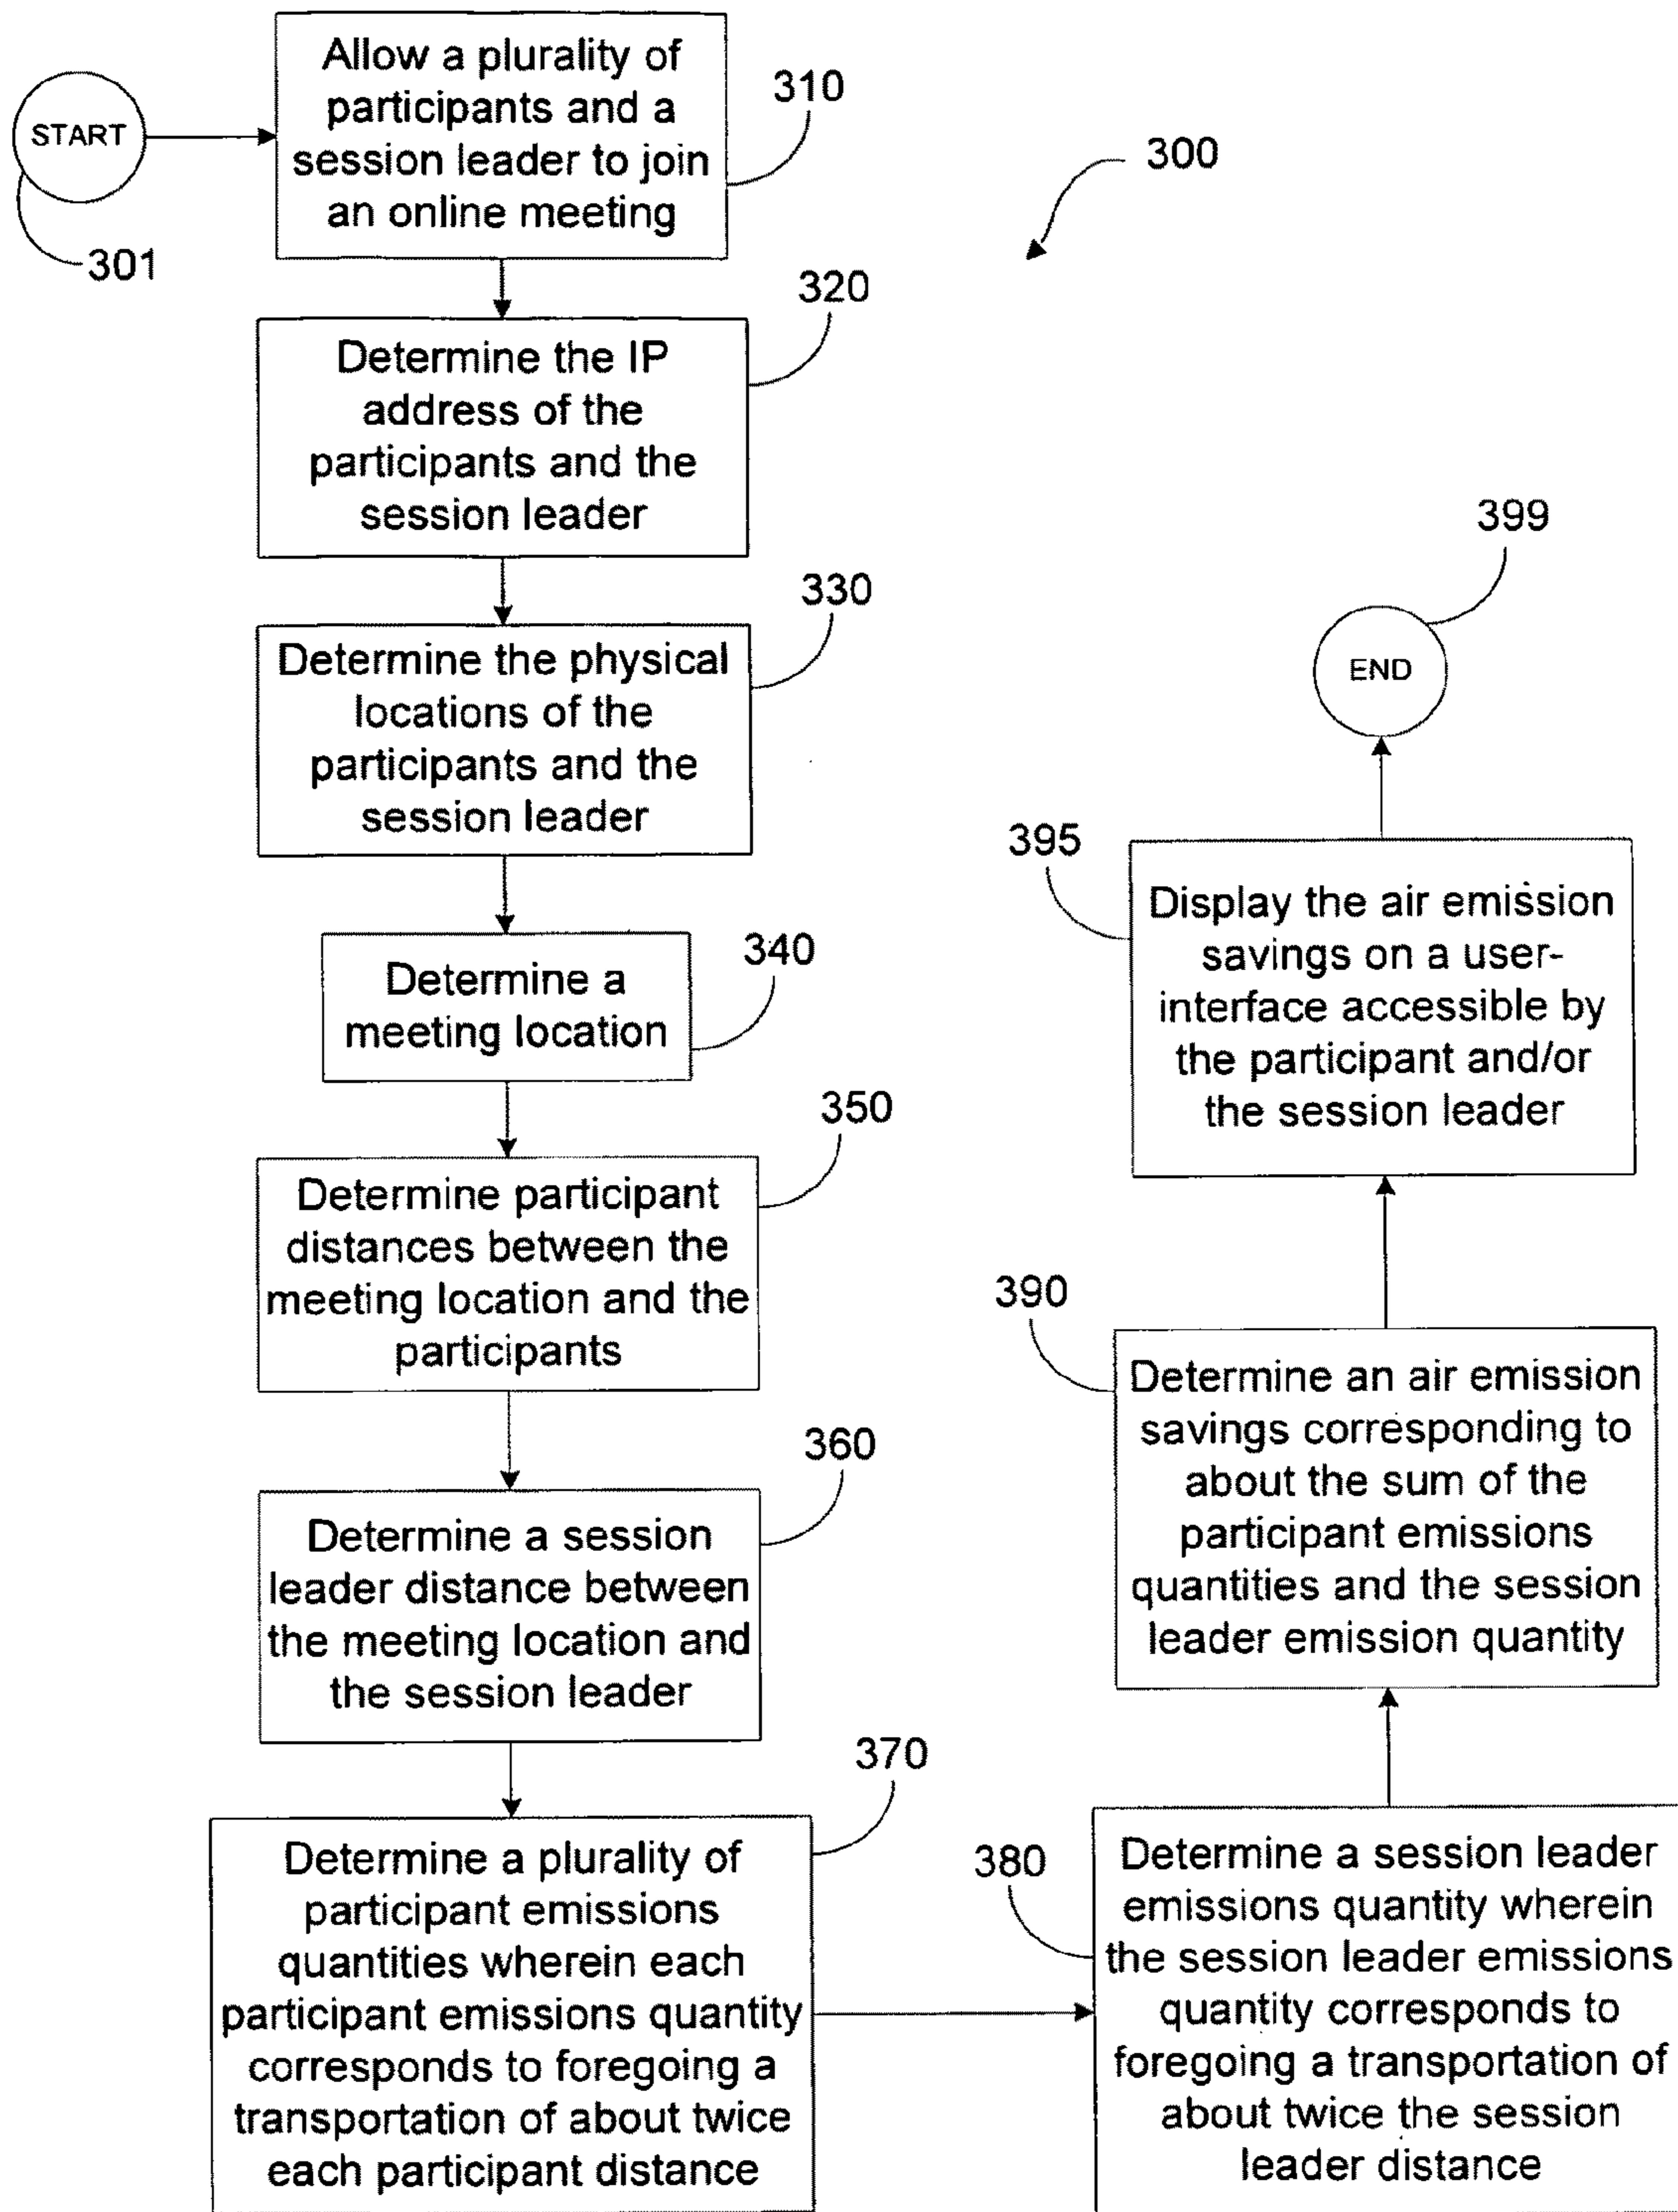 START
301
Allow a plurality of
participants and a
session leader to join
an online meeting
310
300
320
Determine the IP
address of the
participants and the
session leader
330
Determine the physical
locations of the
participants and the
session leader
340
Determine a
meeting location
350
Determine participant
distances between the
meeting location and the
participants
360
Determine a session
leader distance between
the meeting location and
the session leader
370
Determine a plurality of
participant emissions
quantities wherein each
participant emissions quantity
corresponds to foregoing a
transportation of about twice
each participant distance
380
Determine a session leader
emissions quantity wherein
the session leader emissions
quantity corresponds to
foregoing a transportation of
about twice the session
leader distance
390
Determine an air emission
savings corresponding to
about the sum of the
participant emissions
quantities and the session
leader emission quantity
395
Display the air emission
savings on a user-
interface accessible by
the participant and/or
the session leader
399
END